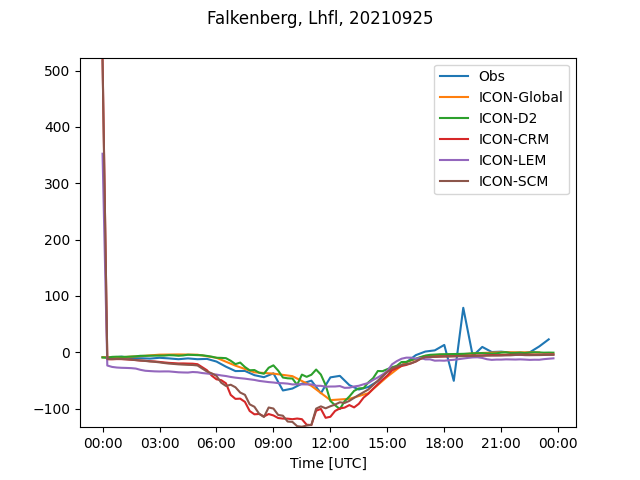 Falkenberg, Lhfl, 20210925
Obs
ICON-Global
ICON-D2
ICON-CRM
ICON-LEM
ICON-SCM
500
400
300
200
100
0
−100
00:00 03:00 06:00 09:00 12:00 15:00 18:00 21:00 00:00
Time [UTC]